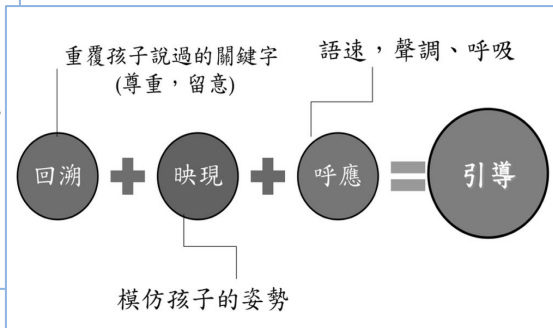 重覆孩子說過的關鍵字
(尊重，留意)
語速，聲調、呼吸
回溯
映現
呼應
引導
模仿孩子的姿勢